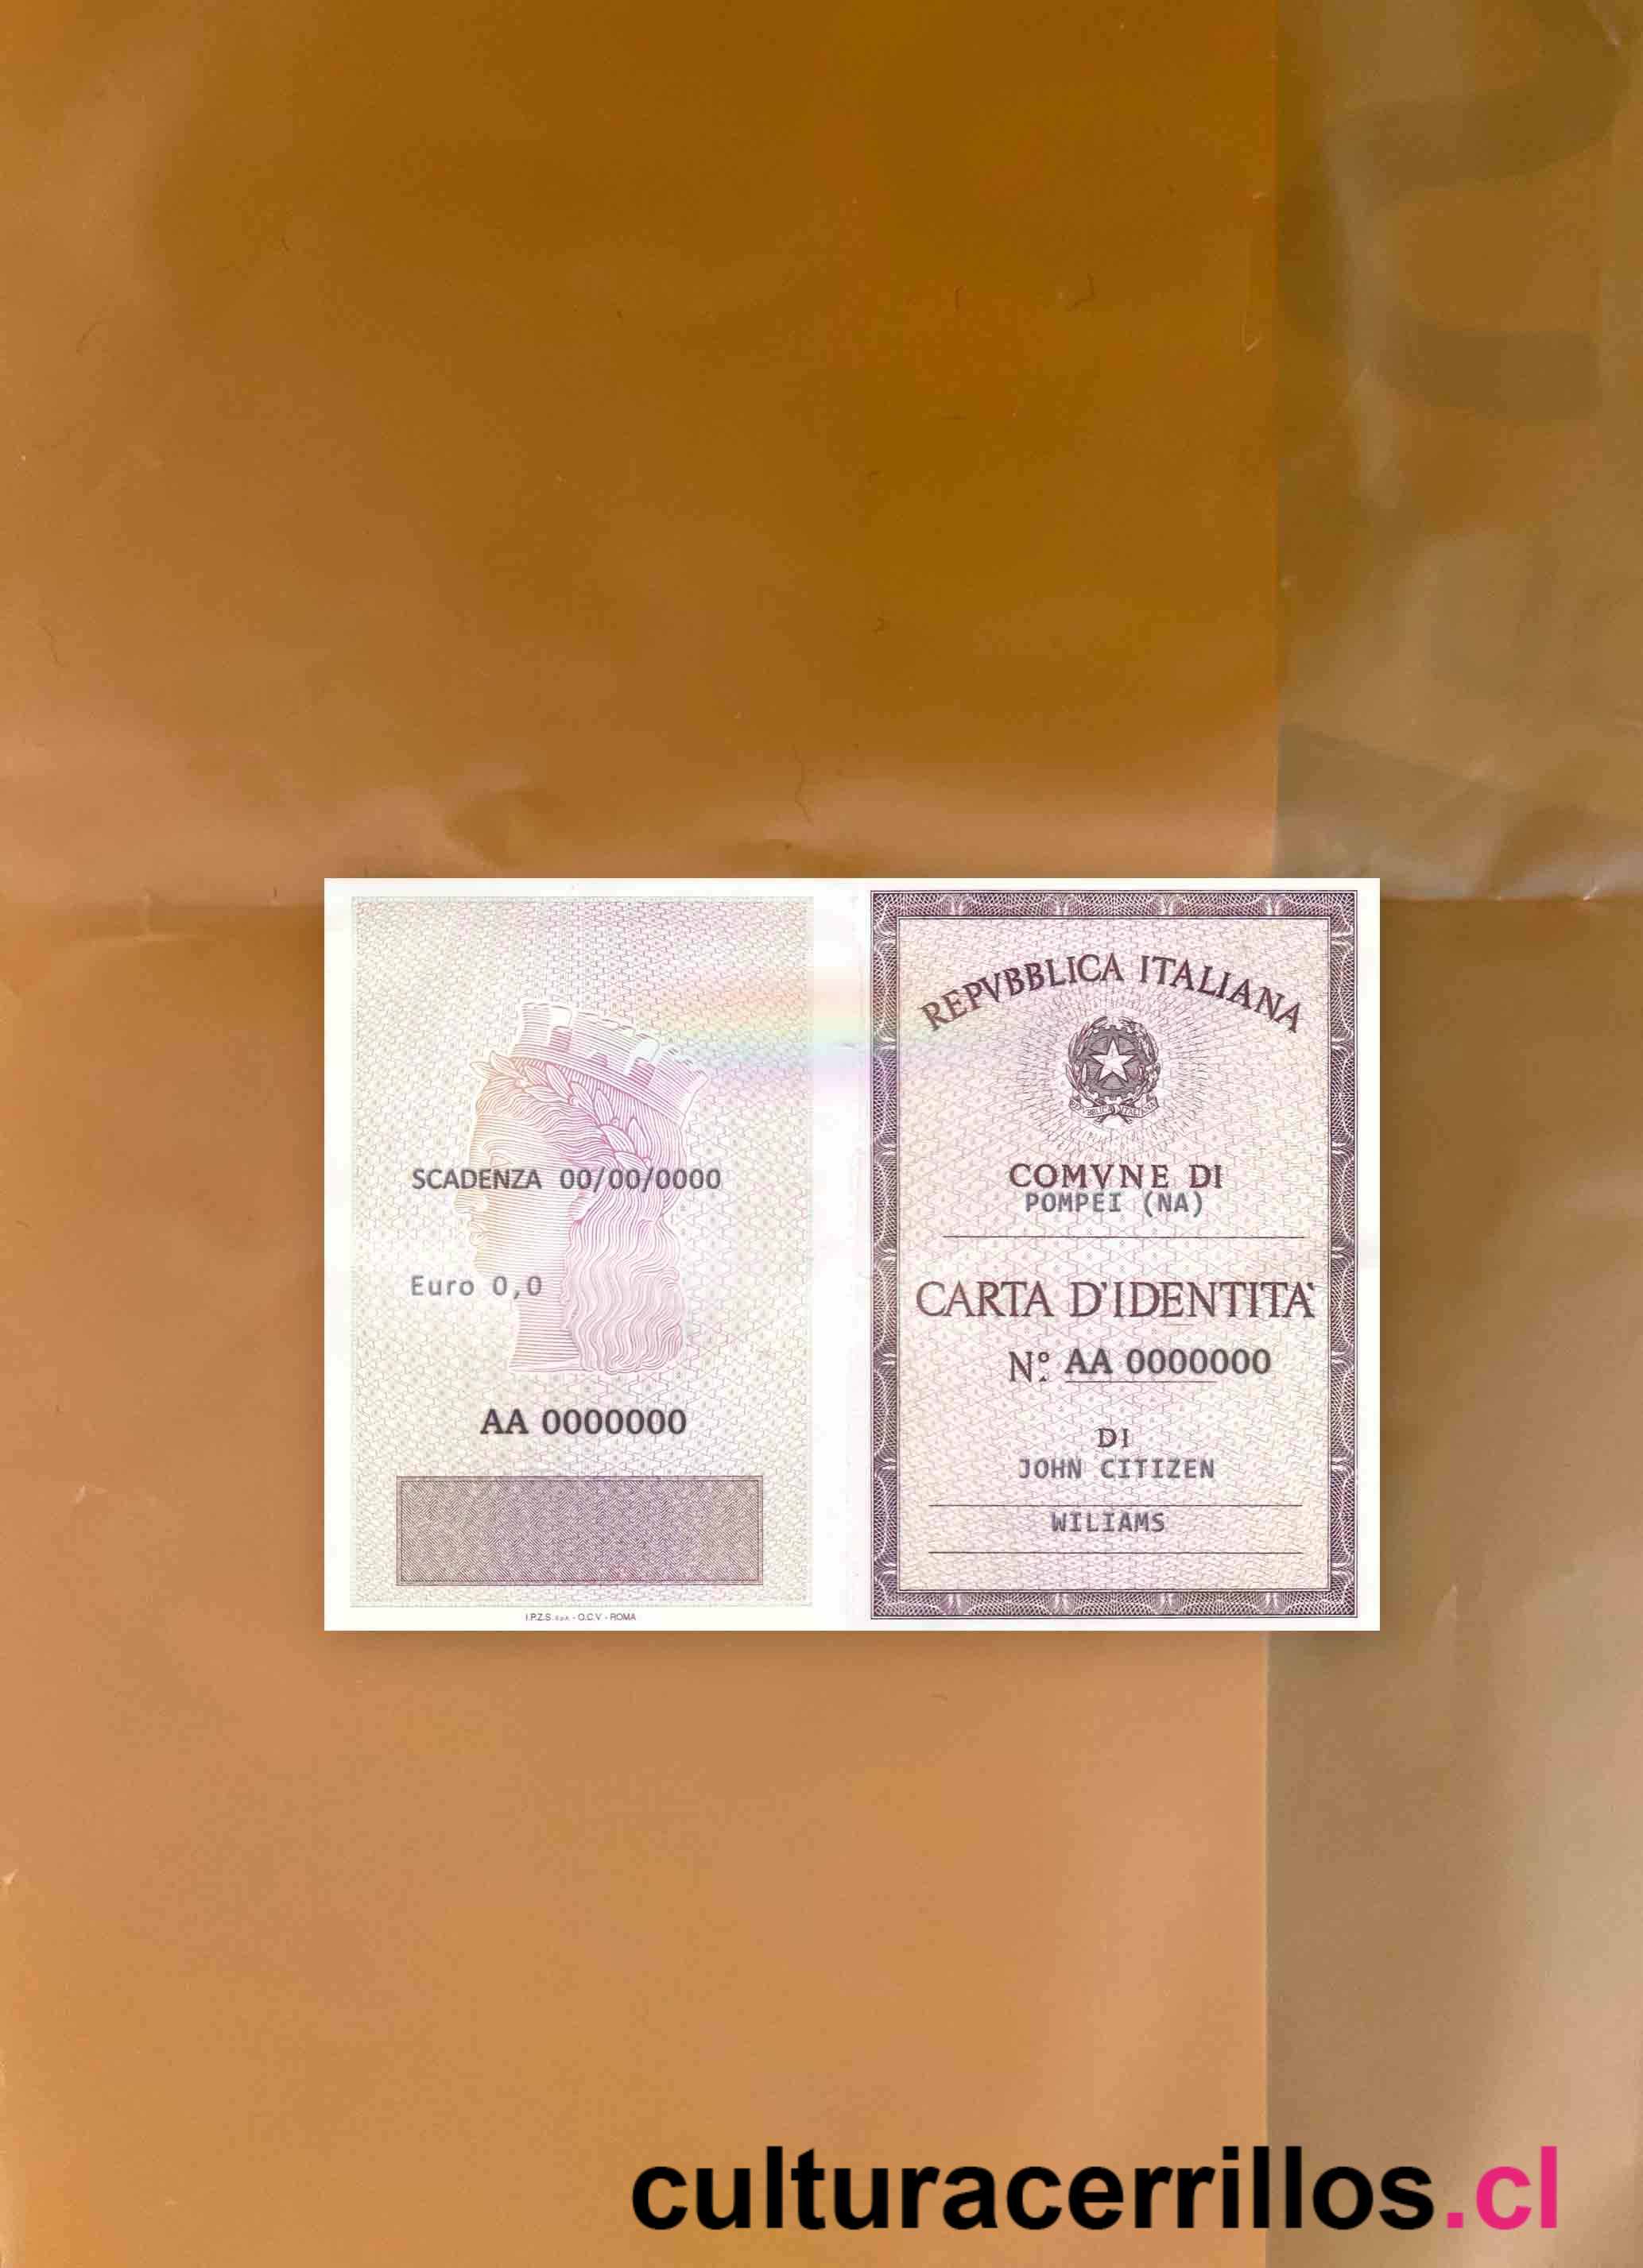 SCADENZA 00/00/0000
Euro 0,0
AA 0000000
I.P.Z.S. S.p.A. - O.C.V. - ROMA
REPVBBLICA ITALIANA
COMVNE DI
POMPEI (NA)
CARTA D'IDENTITA'
Nº AA 0000000
DI
JOHN CITIZEN
WILIAMS
culturacerrillos.cl